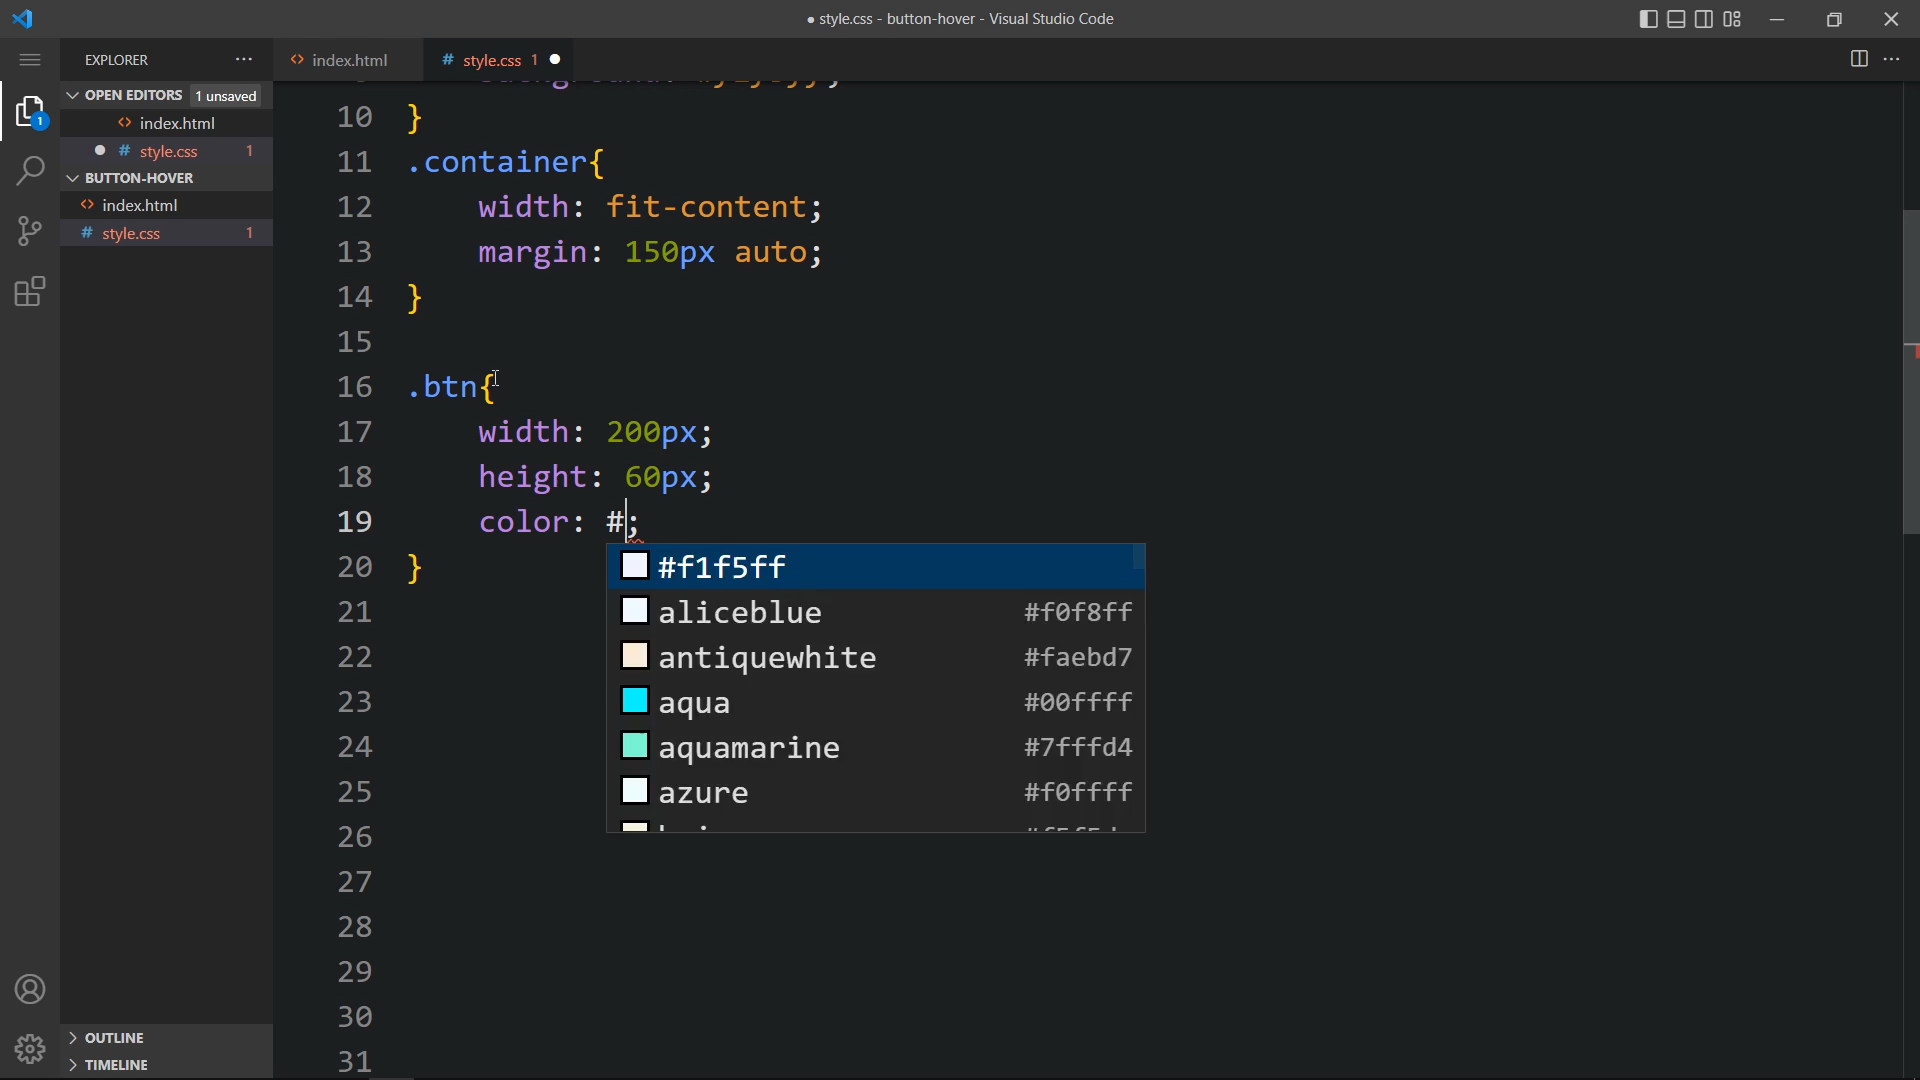 ● style.css - button-hover - Visual Studio Code
EXPLORER ···
index.html
# style.css 1 ●
OPEN EDITORS 1 unsaved
index.html
● # style.css 1
BUTTON-HOVER
index.html
# style.css 1
OUTLINE
TIMELINE
1
10 }
11 .container{
12 width: fit-content;
13 margin: 150px auto;
14 }
15
16 .btn{
17 width: 200px;
18 height: 60px;
19 color: #;
20 }
21
22
23
24
25
26
27
28
29
30
31
#f1f5ff
aliceblue #f0f8ff
antiquewhite #faebd7
aqua #00ffff
aquamarine #7fffd4
azure #f0ffff